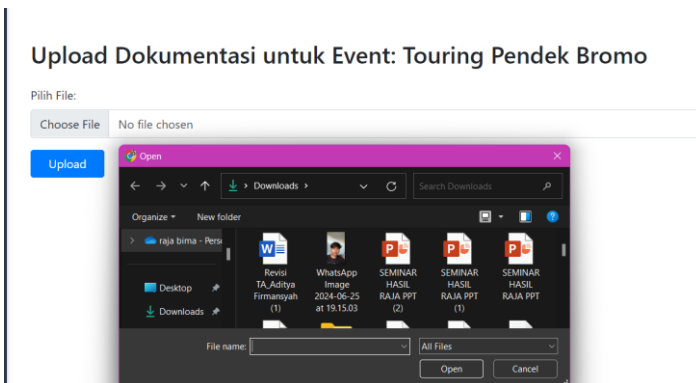 Upload Dokumentasi untuk Event: Touring Pendek Bromo
Pilih File:
Choose File No file chosen
Upload
Open
Downloads
Search Downloads
Organize
New folder
raja bima - Pers
Desktop
Downloads
Revisi
TA_Aditya
Firmansyah
(1)
WhatsApp
Image
2024-06-25
at 19.15.03
SEMINAR
HASIL
RAJA PPT
(2)
SEMINAR
HASIL
RAJA PPT
(1)
SEMINAR
HASIL
RAJA PPT
File name:
All Files
Open
Cancel